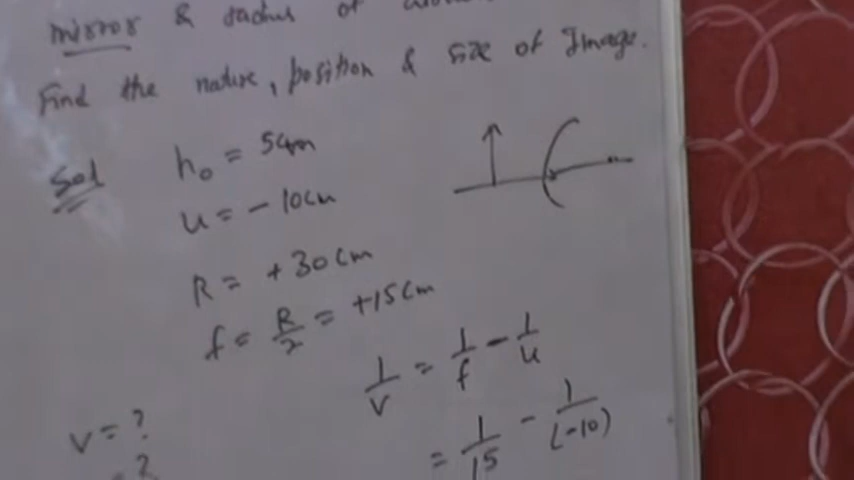 mirror & radius of
Find the nature, position & size of Image.
Sol
h₀ = 5cm
u = - 10cm
R = + 30cm
f = R/2 = +15cm
1/v = 1/f - 1/u
= 1/15 - 1/(-10)
v = ?
= ?